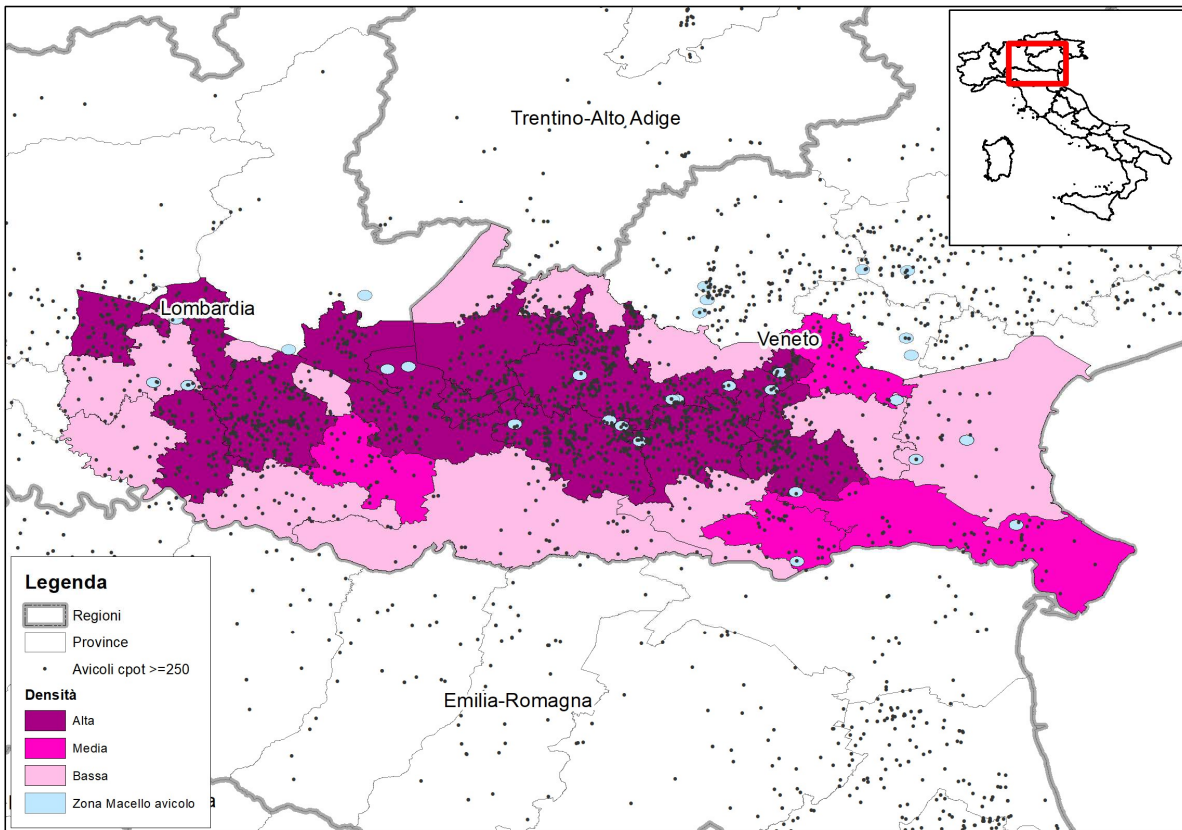 Trentino-Alto Adige
Lombardia
Veneto
Emilia-Romagna
Legenda
Regioni
Province
Avicoli cpot >=250
Densità
Alta
Media
Bassa
Zona Macello avicolo